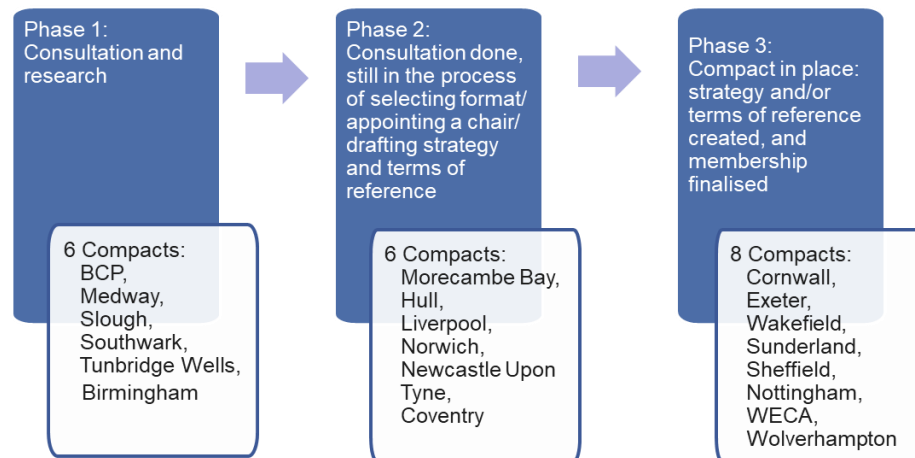 Phase 1:
Consultation and
research
6 Compacts:
BCP,
Medway,
Slough,
Southwark,
Tunbridge Wells,
Birmingham
Phase 2:
Consultation done,
still in the process
of selecting format/
appointing a chair/
drafting strategy
and terms of
reference
6 Compacts:
Morecambe Bay,
Hull,
Liverpool,
Norwich,
Newcastle Upon
Tyne,
Coventry
Phase 3:
Compact in place:
strategy and/or
terms of reference
created, and
membership
finalised
8 Compacts:
Cornwall,
Exeter,
Wakefield,
Sunderland,
Sheffield,
Nottingham,
WECA,
Wolverhampton